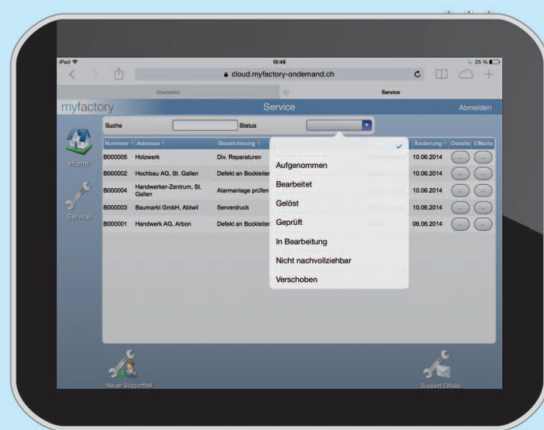 iPad 15:48 25 %
cloud.myfactory-ondemand.ch
Startseite Service
myfactory Service Abmelden
Suche Status
Nummer Adresse Bezeichnung Änderung Details EMails
B000005 Holzwerk Div. Reparaturen 10.06.2014
B000002 Hochbau AG, St. Gallen Defekt an Bockleiter 10.06.2014
B000004 Handwerker-Zentrum, St. Gallen Alarmanlage prüfen 10.06.2014
B000003 Baumarkt GmbH, Abtwil Serverdruck 10.06.2014
B000001 Handwerk AG, Arbon Defekt an Bockleiter 06.06.2014
Home
Service
Aufgenommen
Bearbeitet
Gelöst
Geprüft
In Bearbeitung
Nicht nachvollziehbar
Verschoben
Neuer Supportfall Support EMails